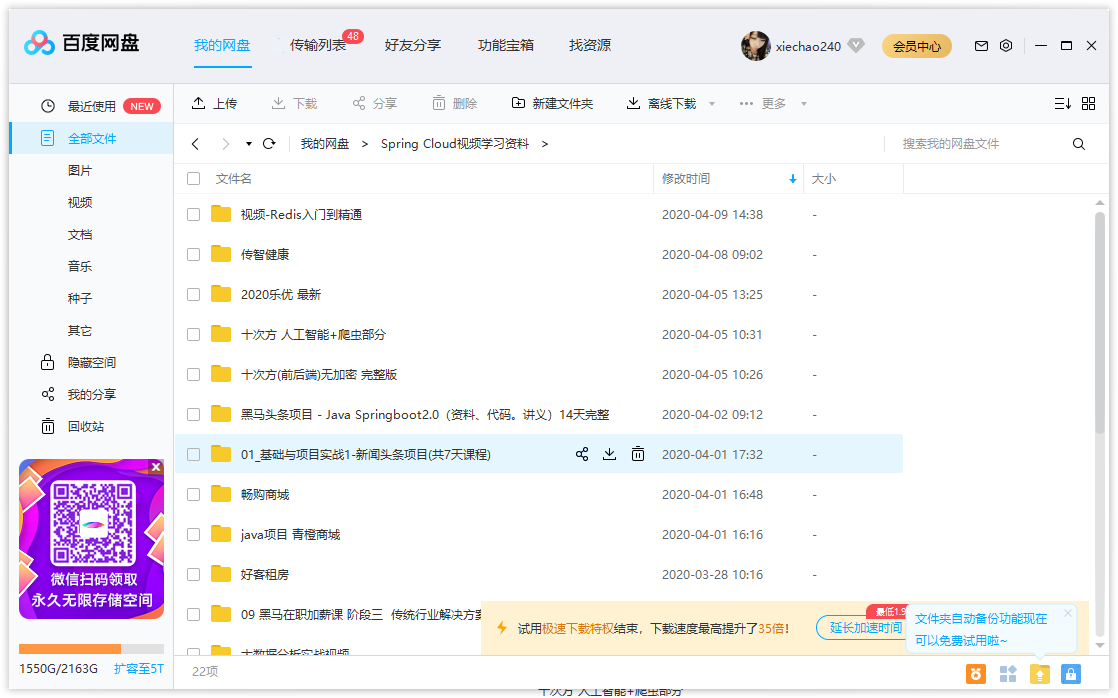 百度网盘
我的网盘 传输列表 48 好友分享 功能宝箱 找资源 xiechao240 会员中心
最近使用 NEW
全部文件
图片
视频
文档
音乐
种子
其它
隐藏空间
我的分享
回收站
微信扫码领取
永久无限存储空间
1550G/2163G 扩容至5T
上传 下载 分享 删除 新建文件夹 离线下载 更多
我的网盘 > Spring Cloud视频学习资料 > 搜索我的网盘文件
文件名 修改时间 大小
视频-Redis入门到精通 2020-04-09 14:38 -
传智健康 2020-04-08 09:02 -
2020乐优 最新 2020-04-05 13:25 -
十次方 人工智能+爬虫部分 2020-04-05 10:31 -
十次方(前后端)无加密 完整版 2020-04-05 10:26 -
黑马头条项目 - Java Springboot2.0（资料、代码。讲义）14天完整 2020-04-02 09:12 -
01_基础与项目实战1-新闻头条项目(共7天课程) 2020-04-01 17:32 -
畅购商城 2020-04-01 16:48 -
java项目 青橙商城 2020-04-01 16:16 -
好客租房 2020-03-28 10:16 -
09 黑马在职加薪课 阶段三 传统行业解决方案
大数据分析实战视频
最低1.9
试用极速下载特权结束，下载速度最高提升了35倍! 延长加速时间
文件夹自动备份功能现在
可以免费试用啦~
22项
十次方 人工智能+爬虫部分